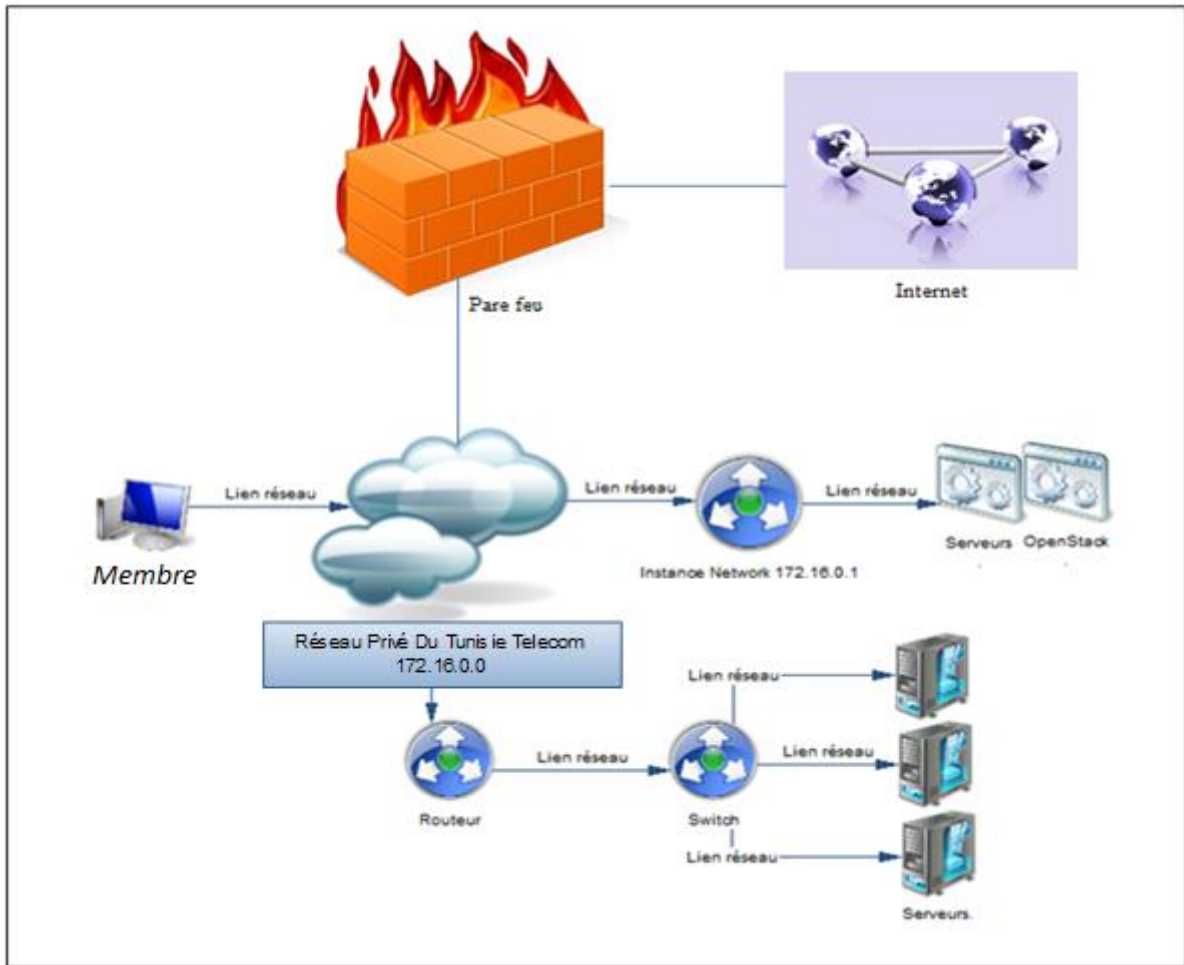 Pare feu
Internet
Lien réseau
Lien réseau
Lien réseau
Membre
Instance Network 172.16.0.1
Serveurs OpenStack
Réseau Privé Du Tunisie Telecom
172.16.0.0
Lien réseau
Lien réseau
Lien réseau
Routeur
Switch
Lien réseau
Serveurs.